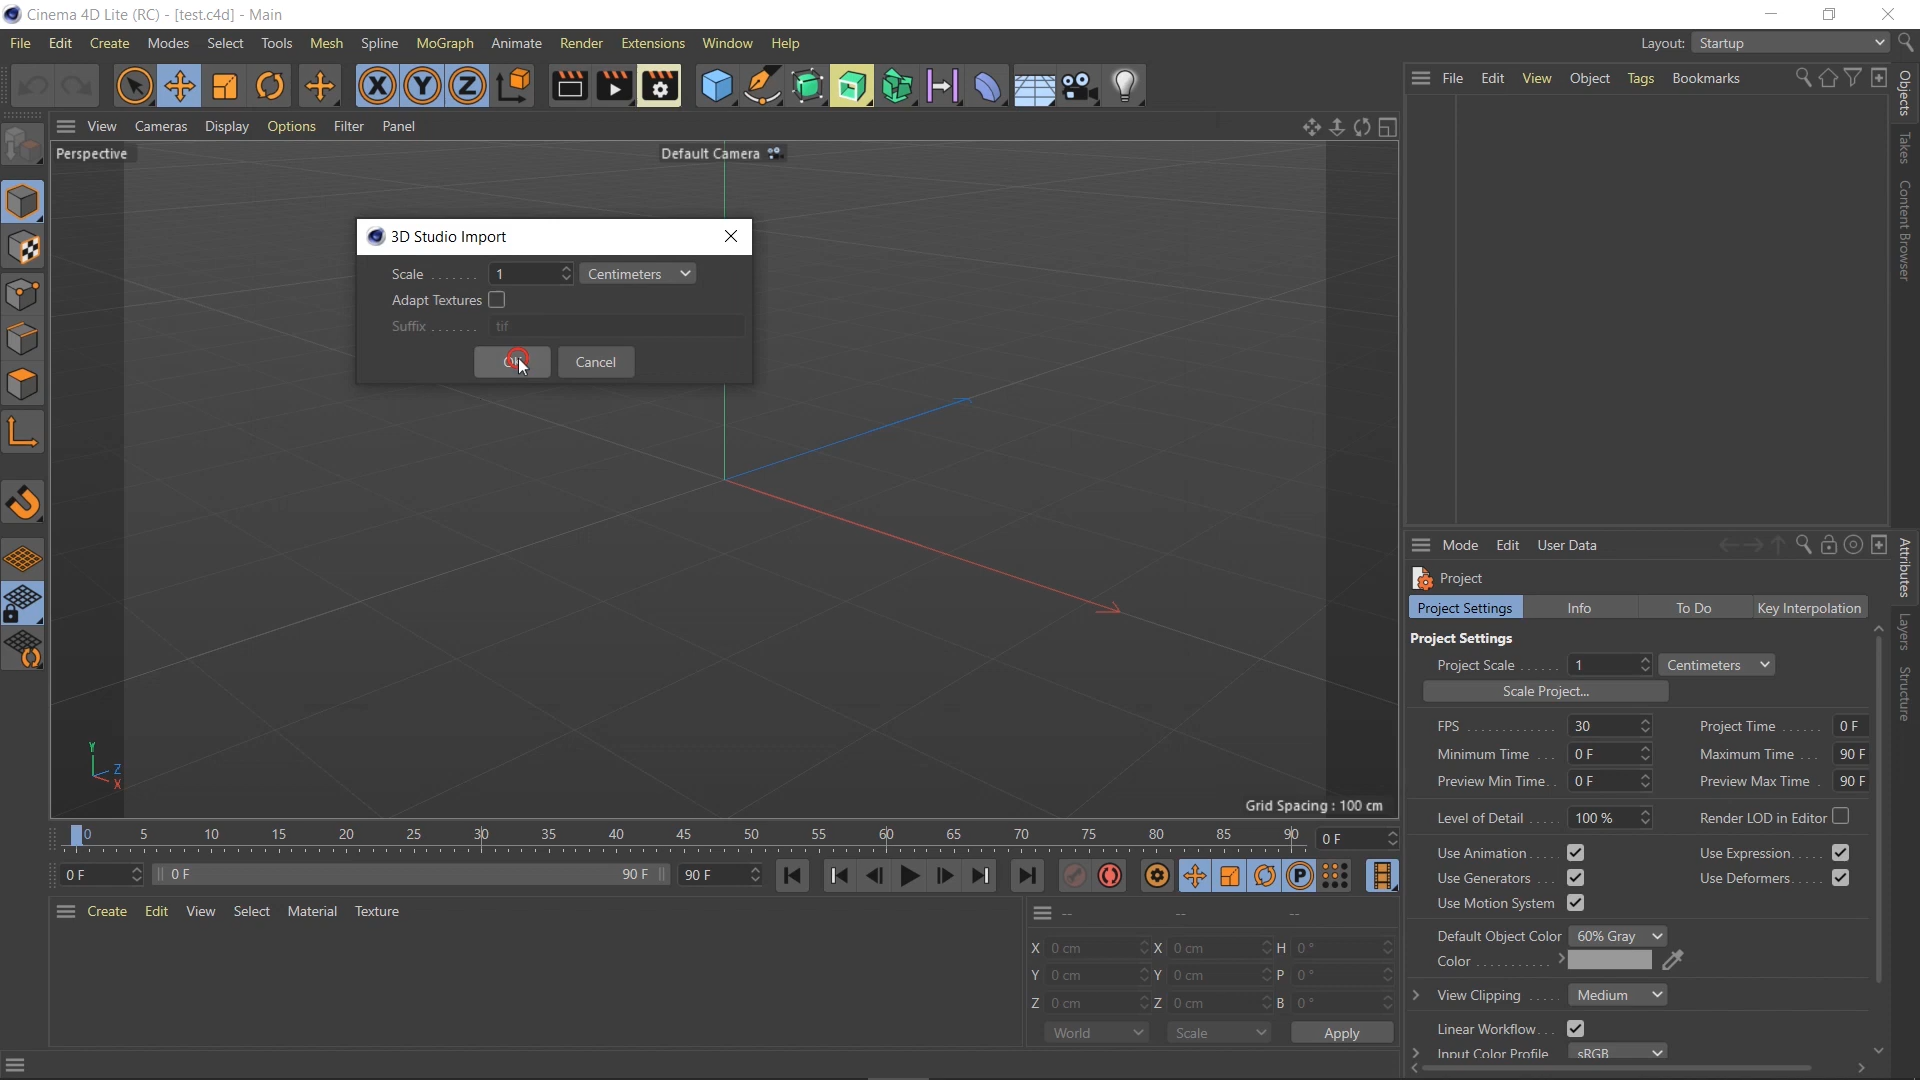 Cinema 4D Lite (RC) - [test.c4d] - Main
File Edit Create Modes Select Tools Mesh Spline MoGraph Animate Render Extensions Window Help
Layout: Startup
File Edit View Object Tags Bookmarks
Objects
Takes
Content Browser
View Cameras Display Options Filter Panel
Perspective
Default Camera
3D Studio Import
Scale ....... 1 Centimeters
Adapt Textures
Suffix ....... tif
Cancel
Y
Z
X
Grid Spacing : 100 cm
Mode Edit User Data
Attributes
Layers
Structure
Project
Project Settings Info To Do Key Interpolation
Project Settings
Project Scale ...... 1 Centimeters
Scale Project...
FPS ............. 30 Project Time ...... 0 F
Minimum Time ... 0 F Maximum Time ... 90 F
Preview Min Time.. 0 F Preview Max Time . 90 F
Level of Detail ..... 100 % Render LOD in Editor
Use Animation ..... Use Expression.....
Use Generators .... Use Deformers.....
Use Motion System
Default Object Color 60% Gray
Color ...........
View Clipping ..... Medium
Linear Workflow...
Input Color Profile sRGB
0 5 10 15 20 25 30 35 40 45 50 55 60 65 70 75 80 85 90 0 F
0 F 0 F 90 F 90 F
Create Edit View Select Material Texture
-- -- --
X 0 cm X 0 cm H 0 °
Y 0 cm Y 0 cm P 0 °
Z 0 cm Z 0 cm B 0 °
World Scale Apply